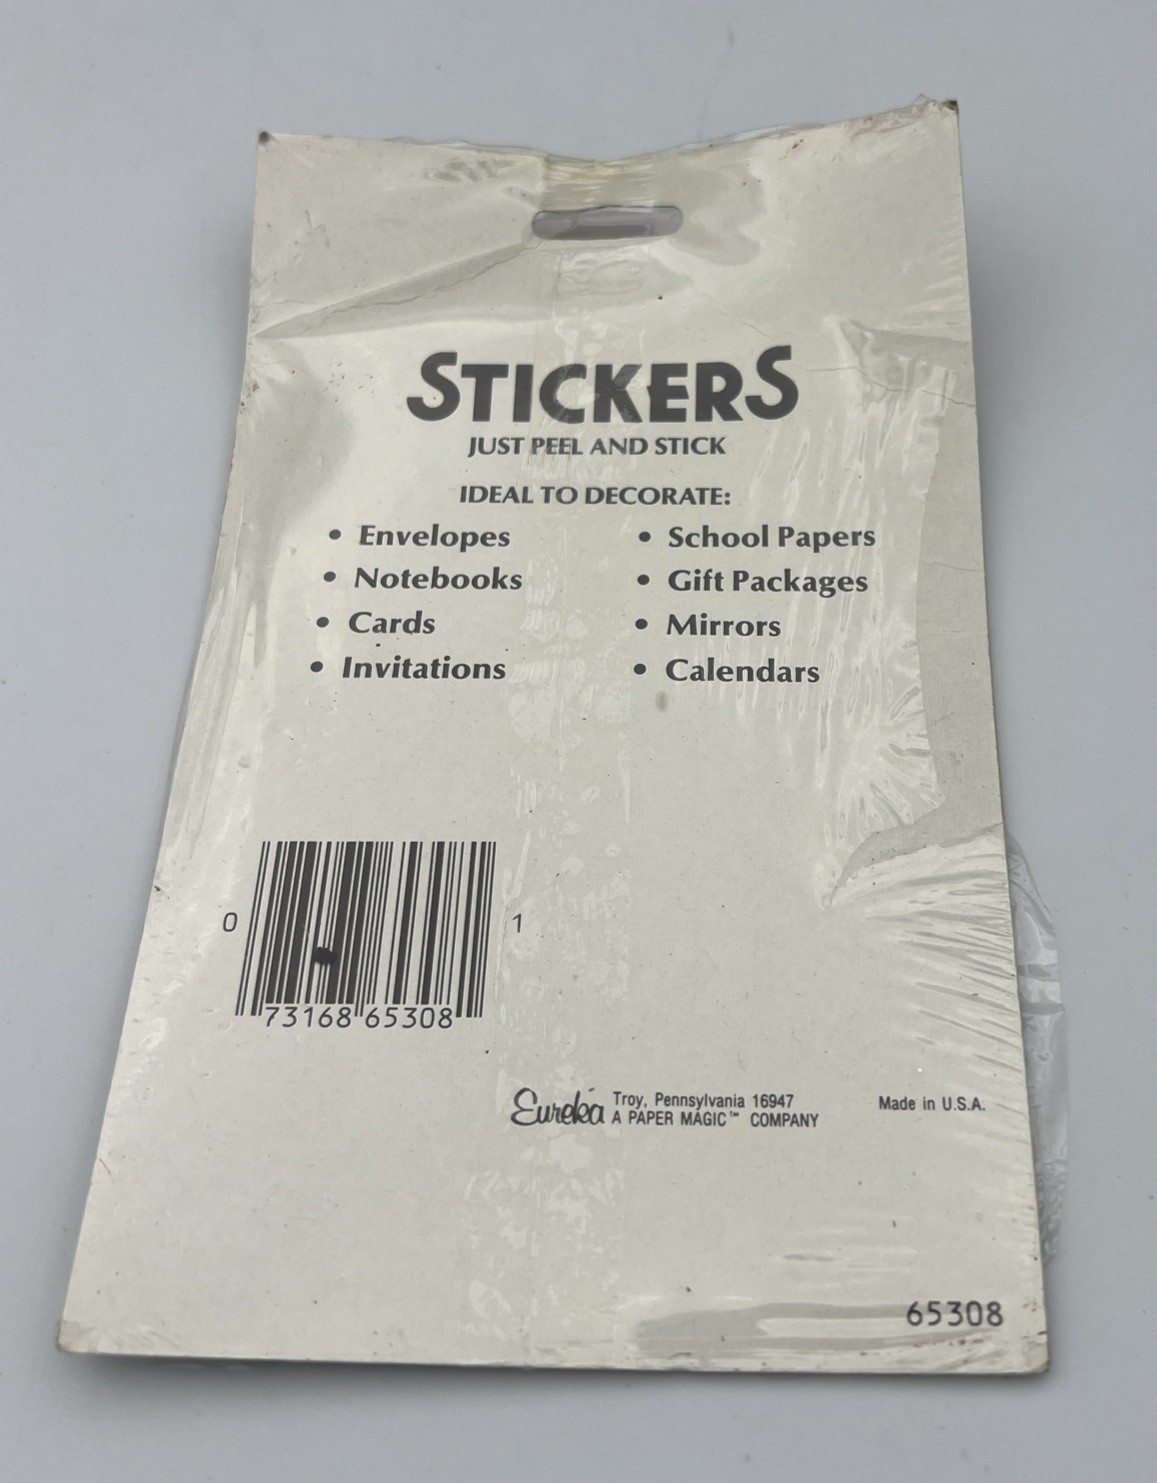 STICKERS
JUST PEEL AND STICK
IDEAL TO DECORATE:
• Envelopes
• Notebooks
• Cards
• Invitations
• School Papers
• Gift Packages
• Mirrors
• Calendars
0 73168 65308 1
Eureka Troy, Pennsylvania 16947
A PAPER MAGIC™ COMPANY
Made in U.S.A.
65308